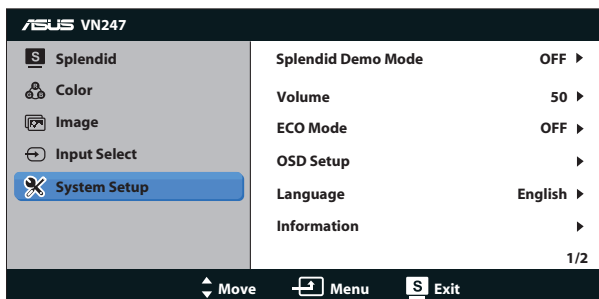 ASUS VN247
S Splendid
Color
Image
Input Select
System Setup
Splendid Demo Mode OFF
Volume 50
ECO Mode OFF
OSD Setup
Language English
Information
1/2
Move Menu S Exit